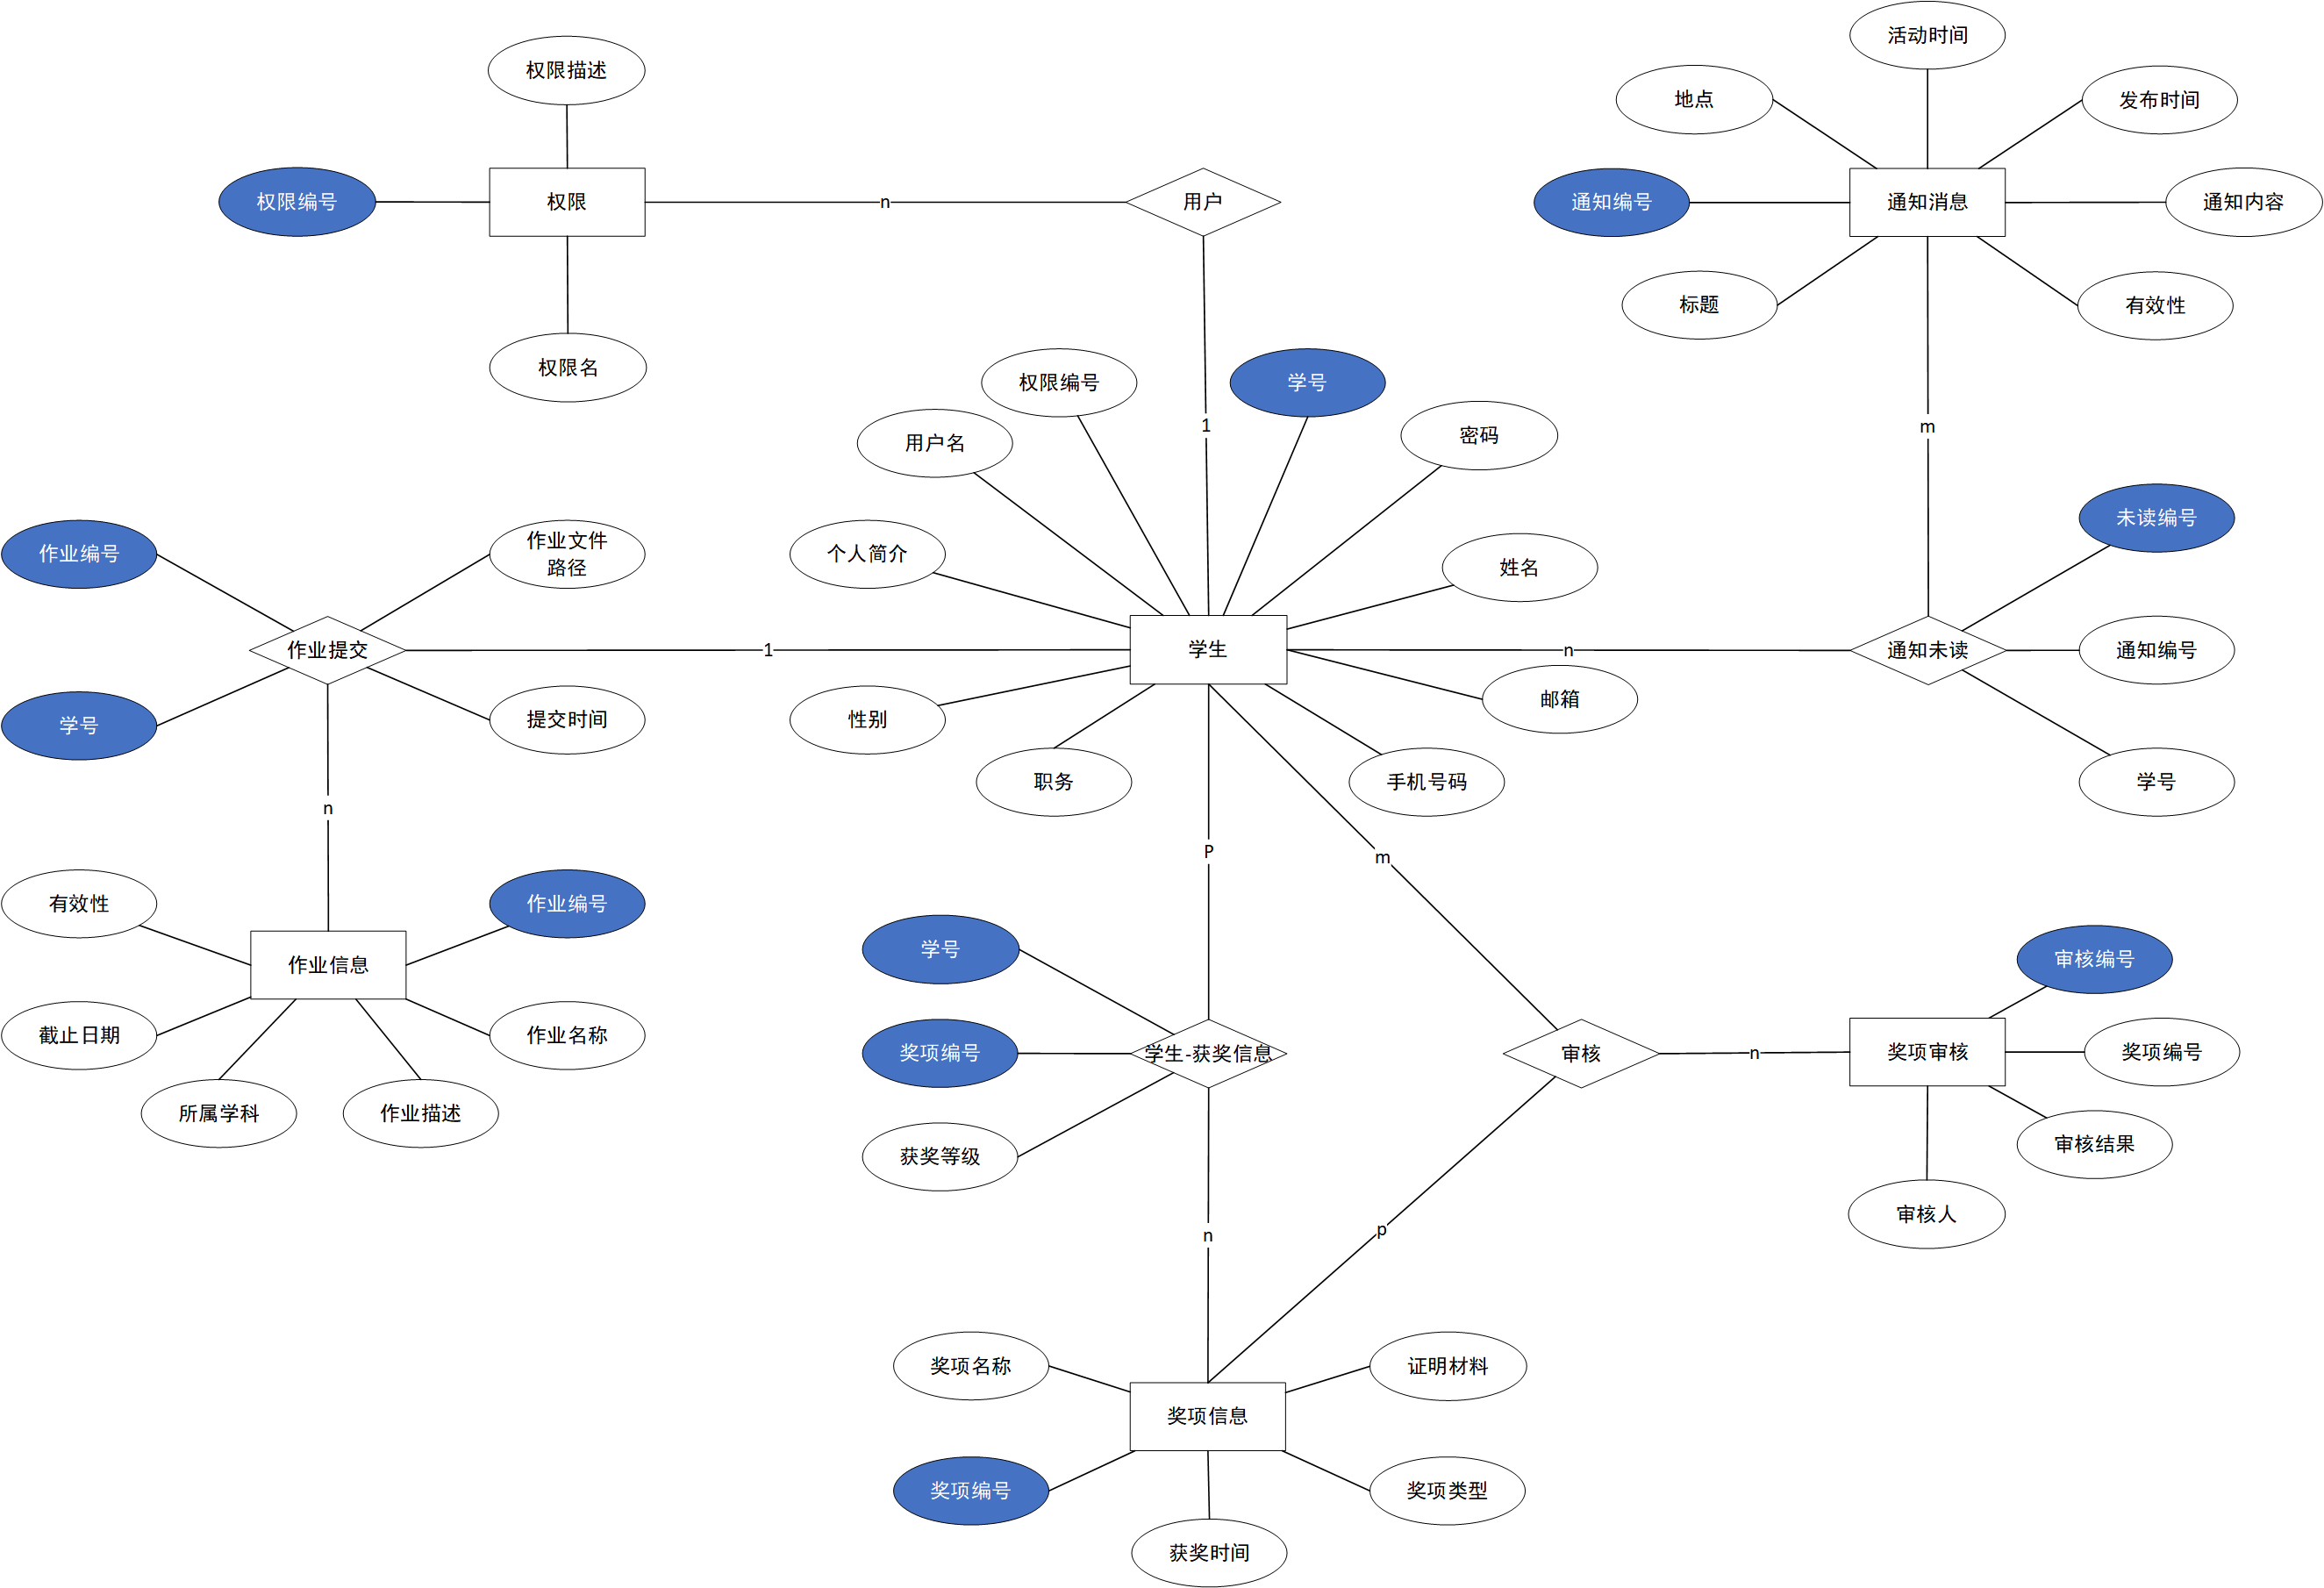 活动时间
权限描述
地点
发布时间
权限编号
权限
n
用户
通知编号
通知消息
通知内容
标题
有效性
权限名
权限编号
学号
用户名
1
密码
m
未读编号
作业编号
作业文件
路径
个人简介
姓名
作业提交
1
学生
n
通知未读
通知编号
邮箱
学号
提交时间
性别
职务
手机号码
学号
n
P
m
有效性
作业编号
学号
审核编号
作业信息
截止日期
作业名称
奖项编号
学生-获奖信息
审核
n
奖项审核
奖项编号
所属学科
作业描述
获奖等级
审核结果
审核人
n
p
奖项名称
证明材料
奖项信息
奖项编号
奖项类型
获奖时间